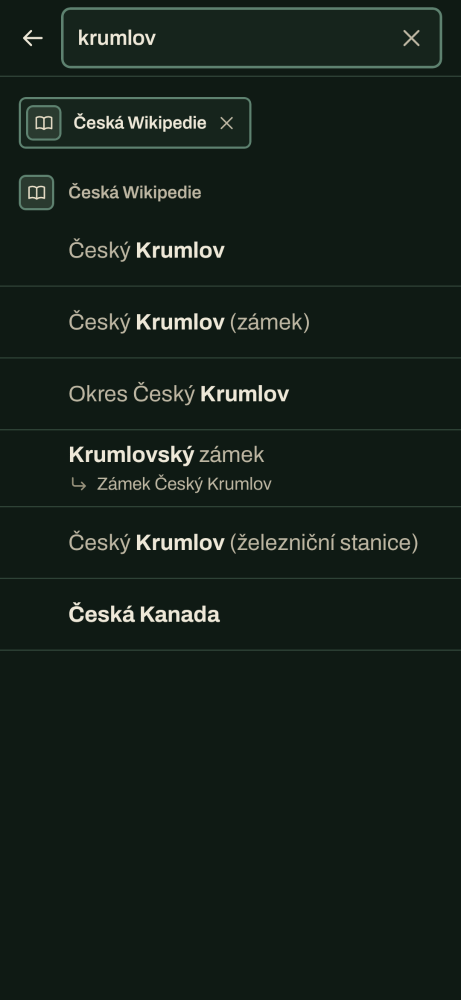 krumlov
Česká Wikipedie
Česká Wikipedie
Český Krumlov
Český Krumlov (zámek)
Okres Český Krumlov
Krumlovský zámek
Zámek Český Krumlov
Český Krumlov (železniční stanice)
Česká Kanada